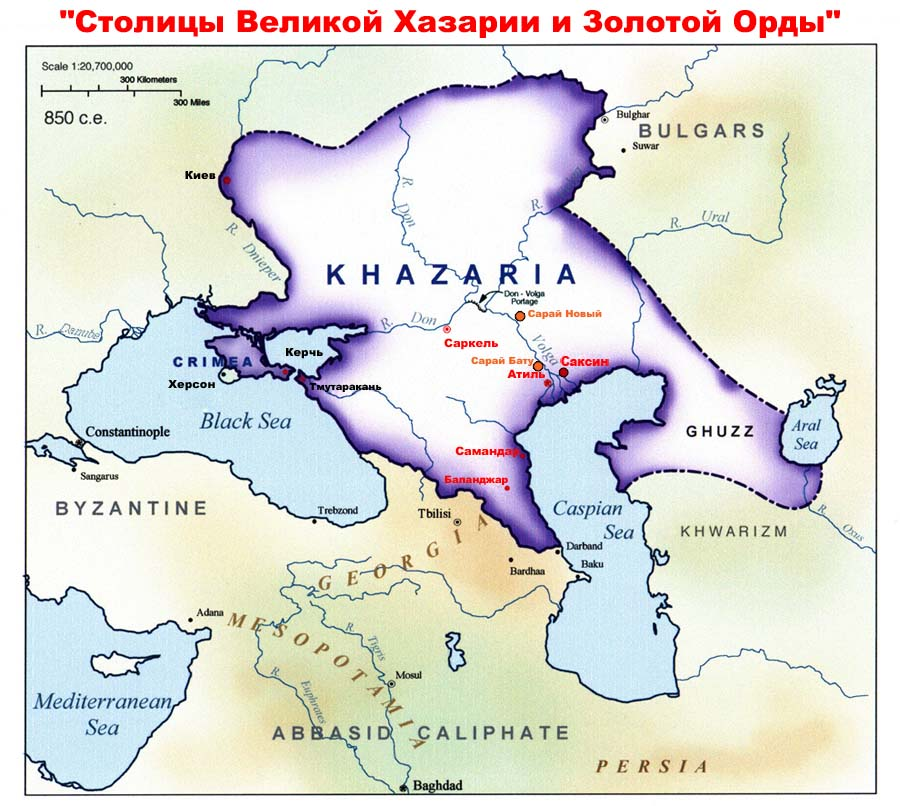 "Столицы Великой Хазарии и Золотой Орды"
Scale 1:20,700,000
300 Kilometers
300 Miles
850 c.e.
Bulghar
BULGARS
Suwar
Киев
R. Don
R.
R. Ural
R. Dnieper
KHAZARIA
Don - Volga
Portage
Сарай Новый
R. Danube
R. Don
Саркель
Volga
Керчь
CRIMEA
Сарай Бату
Саксин
Атиль
Херсон
Тмутаракань
Black Sea
Constantinople
GHUZZ
Aral
Sea
Самандар
Sangarus
Баланджар
BYZANTINE
Trebzond
Tbilisi
Caspian
Sea
KHWARIZM
R. Oxus
GEORGIA
Darband
Bardhaa
Baku
Adana
MESOPOTAMIA
R. Tigris
Mosul
R. Euphrates
Mediterranean
Sea
ABBASID CALIPHATE
PERSIA
Baghdad